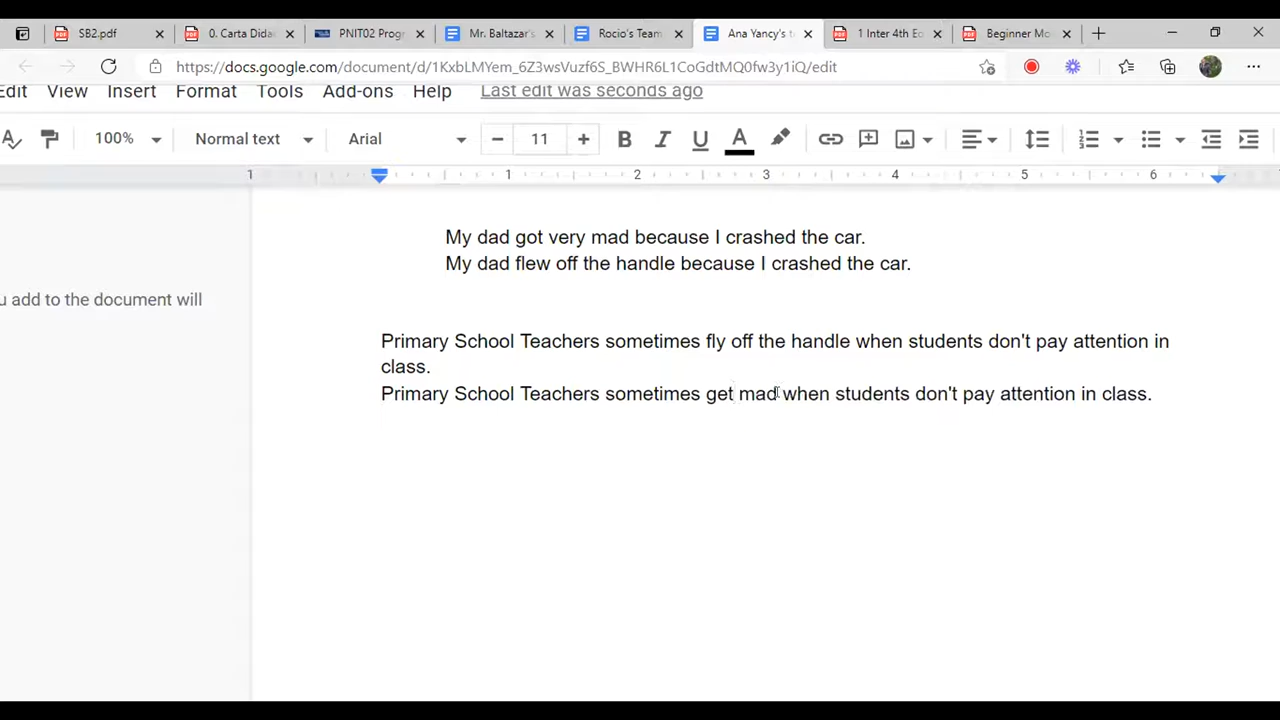 SB2.pdf
0. Carta Dida
PNIT02 Prog
Mr. Baltazar's
Rocio's Team
Ana Yancy's t
1 Inter 4th Ed
Beginner Mo
https://docs.google.com/document/d/1KxbLMYem_6Z3wsVuzf6S_BWHR6L1CoGdtMQ0fw3y1iQ/edit
Edit View Insert Format Tools Add-ons Help Last edit was seconds ago
100% Normal text Arial 11 B I U A
1 1 2 3 4 5 6
My dad got very mad because I crashed the car.
My dad flew off the handle because I crashed the car.
u add to the document will
Primary School Teachers sometimes fly off the handle when students don't pay attention in
class.
Primary School Teachers sometimes get mad when students don't pay attention in class.